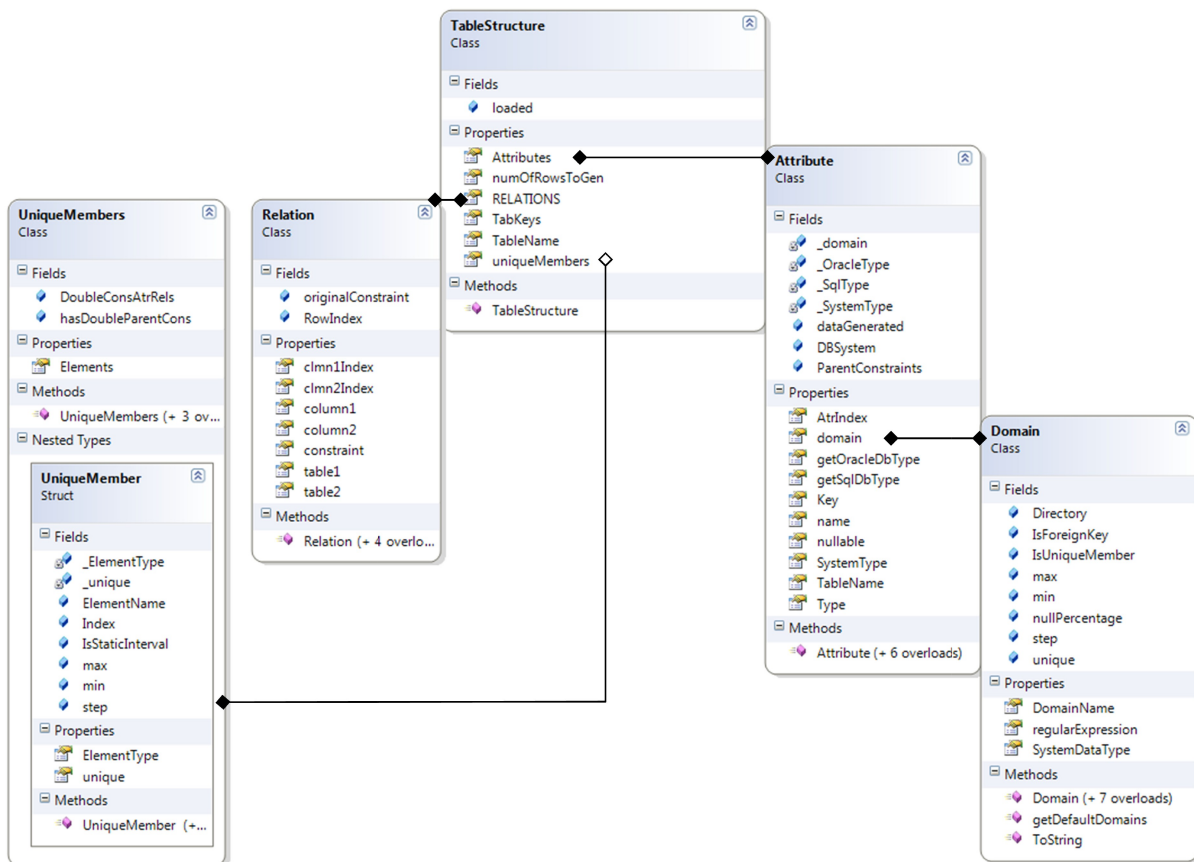 TableStructure
Class
Fields
loaded
Properties
Attributes
numOfRowsToGen
RELATIONS
TabKeys
TableName
uniqueMembers
Methods
TableStructure
UniqueMembers
Class
Fields
DoubleConsAtrRels
hasDoubleParentCons
Properties
Elements
Methods
UniqueMembers (+ 3 ov...
Nested Types
UniqueMember
Struct
Fields
_ElementType
_unique
ElementName
Index
IsStaticInterval
max
min
step
Properties
ElementType
unique
Methods
UniqueMember (+...
Relation
Class
Fields
originalConstraint
RowIndex
Properties
clmn1Index
clmn2Index
column1
column2
constraint
table1
table2
Methods
Relation (+ 4 overlo...
Attribute
Class
Fields
_domain
_OracleType
_SqlType
_SystemType
dataGenerated
DBSystem
ParentConstraints
Properties
AtrIndex
domain
getOracleDbType
getSqlDbType
Key
name
nullable
SystemType
TableName
Type
Methods
Attribute (+ 6 overloads)
Domain
Class
Fields
Directory
IsForeignKey
IsUniqueMember
max
min
nullPercentage
step
unique
Properties
DomainName
regularExpression
SystemDataType
Methods
Domain (+ 7 overloads)
getDefaultDomains
ToString